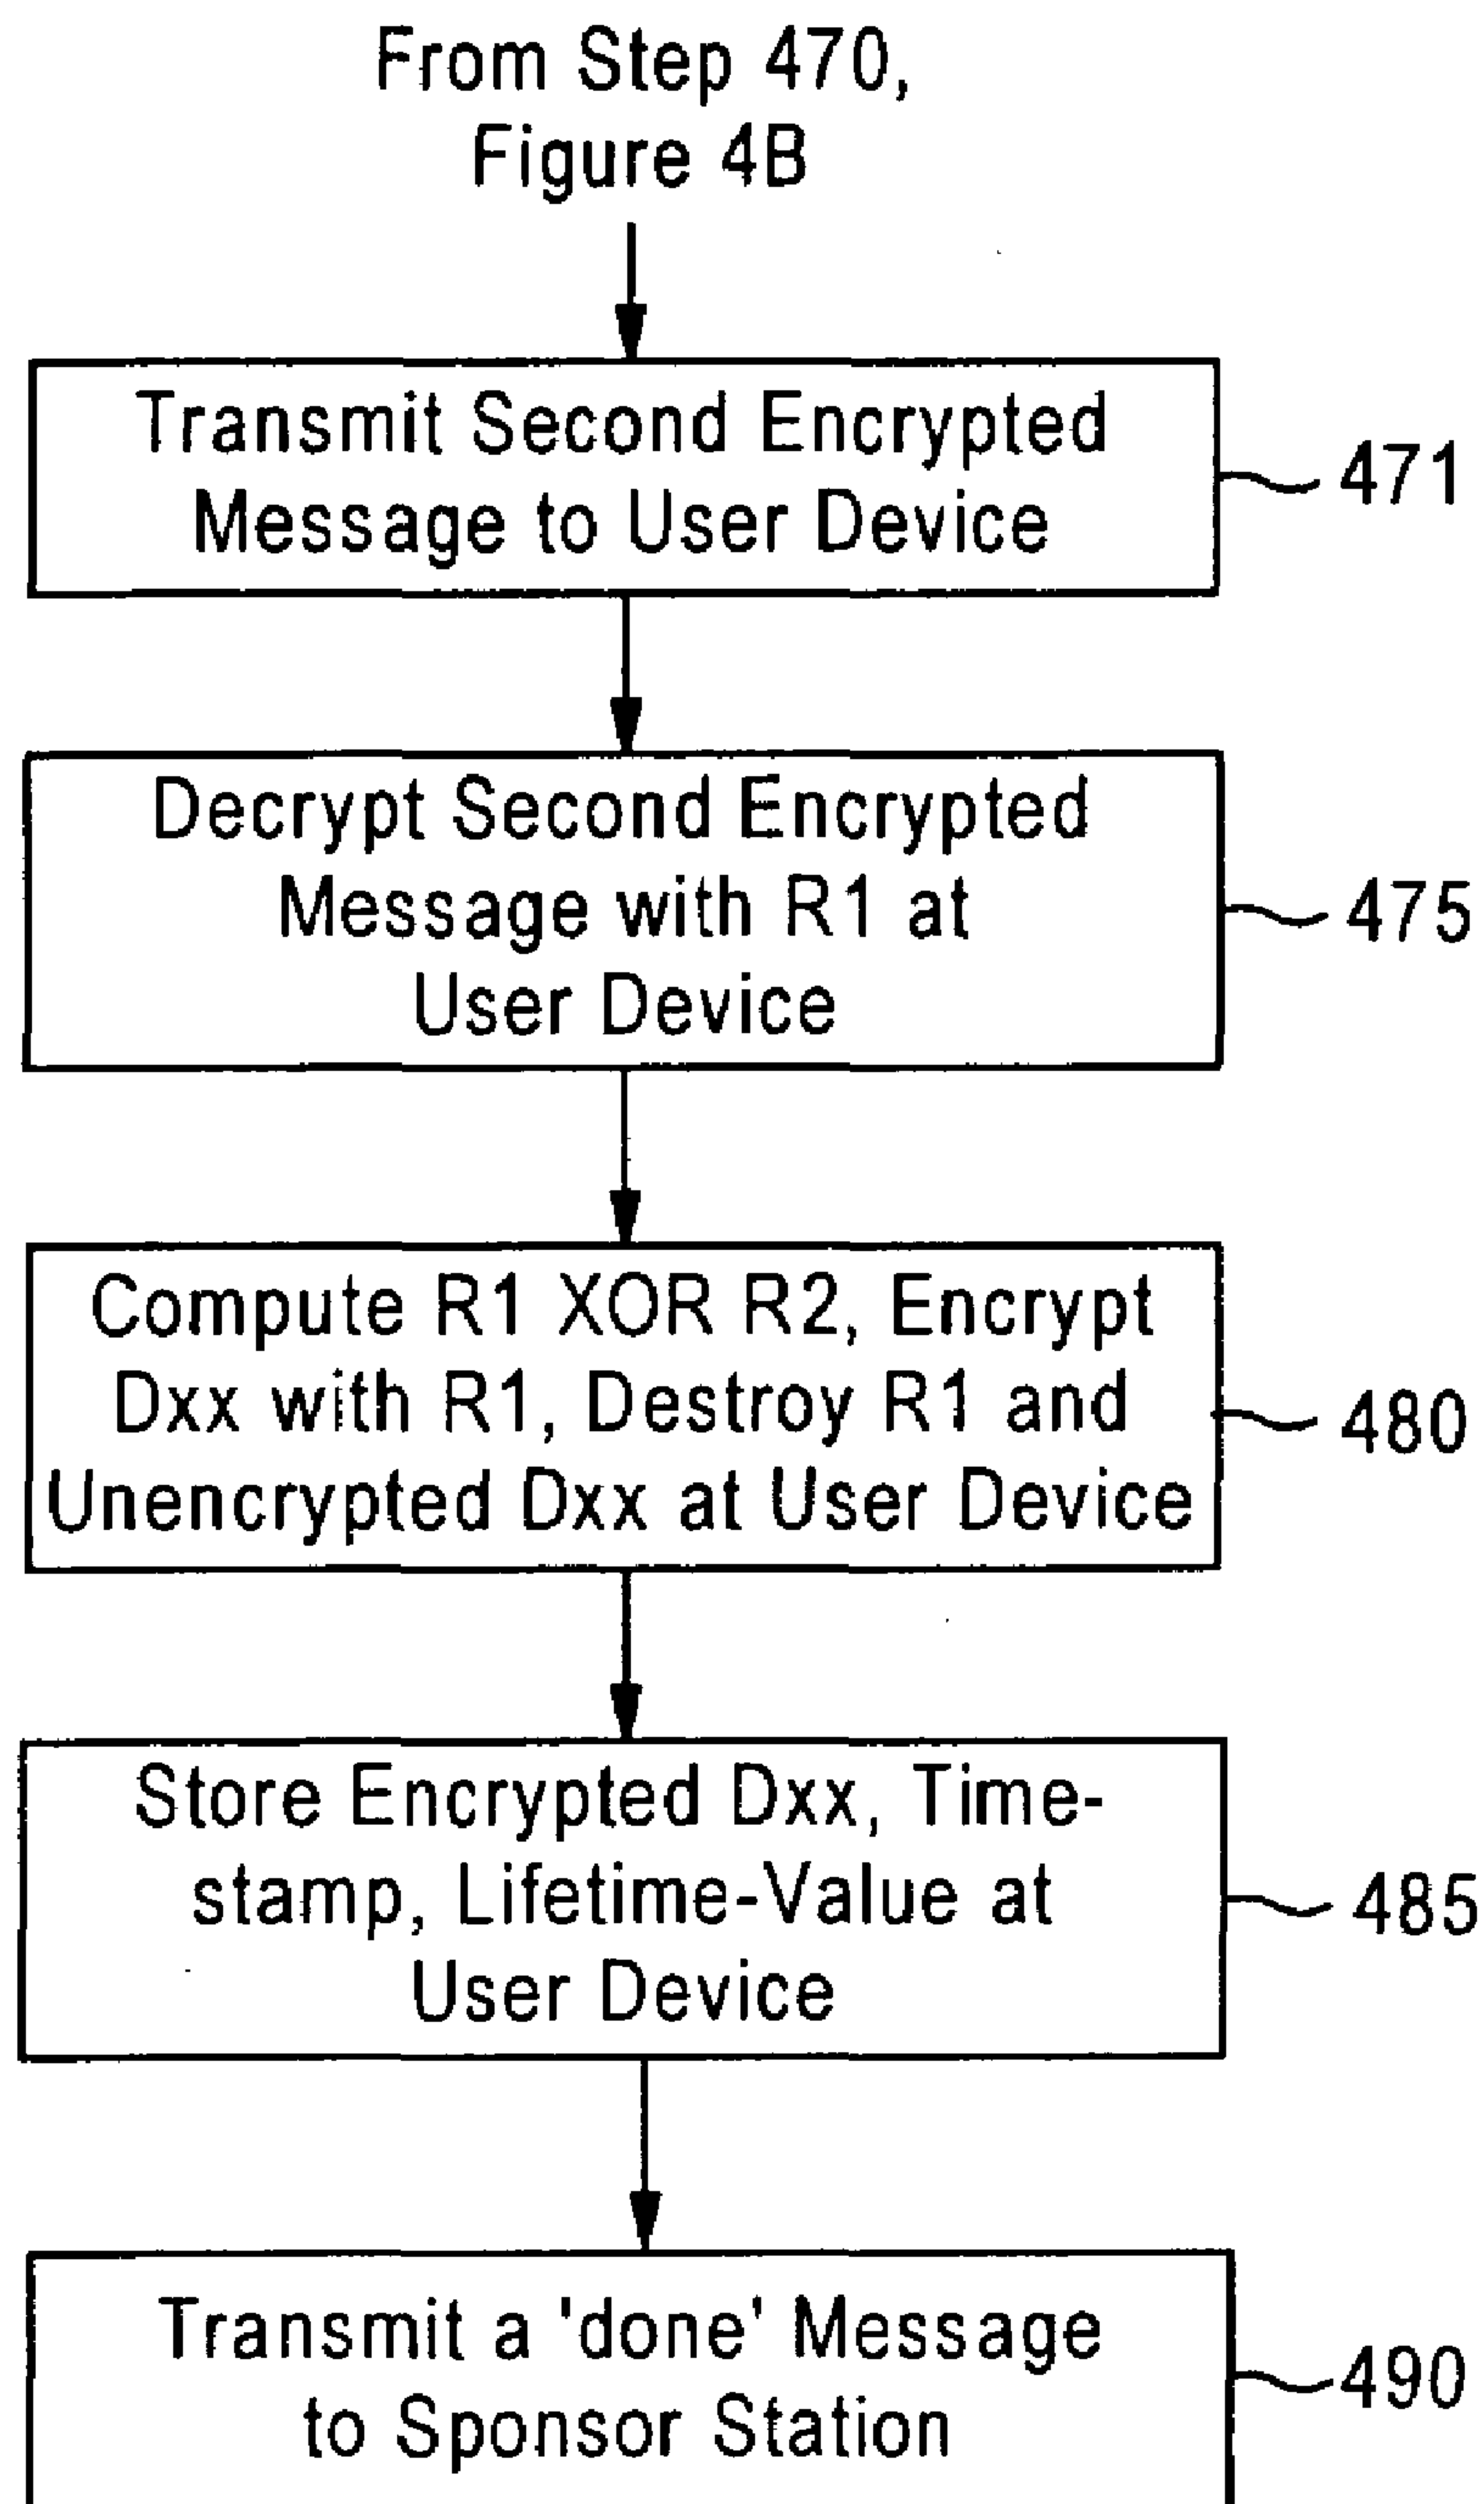 From Step 470,
Figure 4B
Transmit Second Encrypted
Message to User Device
471
Decrypt Second Encrypted
Message with R1 at
User Device
475
Compute R1 XOR R2, Encrypt
Dxx with R1, Destroy R1 and
Unencrypted Dxx at User Device
480
Store Encrypted Dxx, Time-
stamp, Lifetime-Value at
User Device
485
Transmit a 'done' Message
to Sponsor Station
490